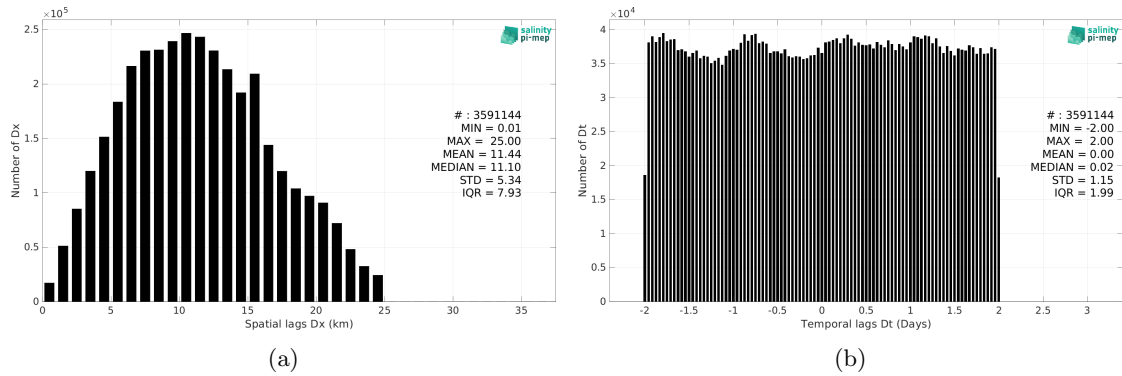 ×10⁵
2.5
2
1.5
1
0.5
0
Number of Dx
0 5 10 15 20 25 30 35
Spatial lags Dx (km)
salinity
pi-mep
# : 3591144
MIN = 0.01
MAX = 25.00
MEAN = 11.44
MEDIAN = 11.10
STD = 5.34
IQR = 7.93
(a)
×10⁴
4
3.5
3
2.5
2
1.5
1
0.5
0
Number of Dt
-2 -1.5 -1 -0.5 0 0.5 1 1.5 2 2.5 3
Temporal lags Dt (Days)
salinity
pi-mep
# : 3591144
MIN = -2.00
MAX = 2.00
MEAN = 0.00
MEDIAN = 0.02
STD = 1.15
IQR = 1.99
(b)